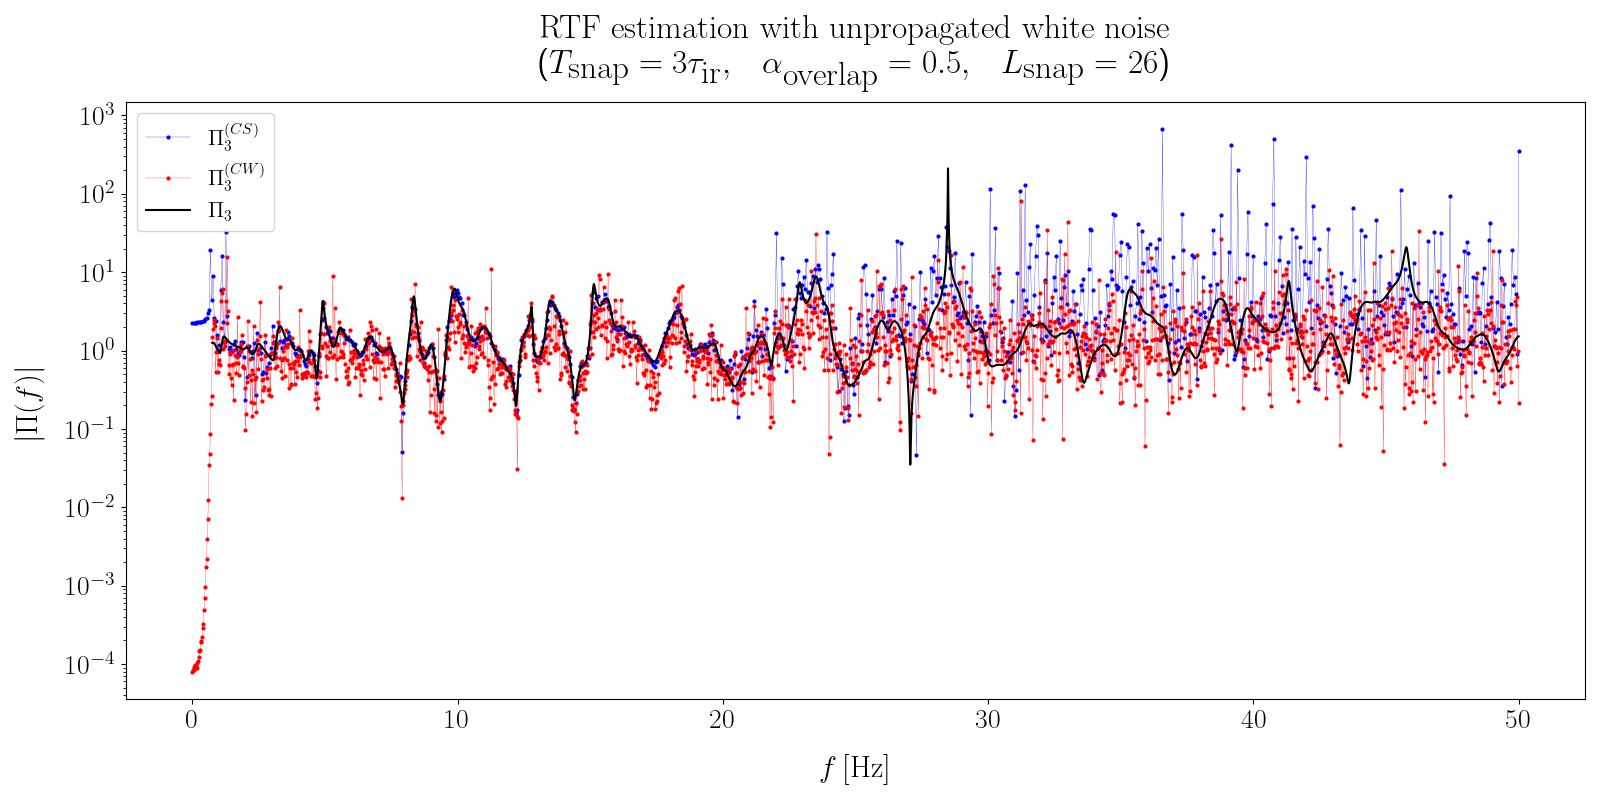 RTF estimation with unpropagated white noise
(T_snap = 3τ_ir, α_overlap = 0.5, L_snap = 26)
Π_3^(CS)
Π_3^(CW)
Π_3
|Π(f)|
10^3
10^2
10^1
10^0
10^−1
10^−2
10^−3
10^−4
0 10 20 30 40 50
f [Hz]